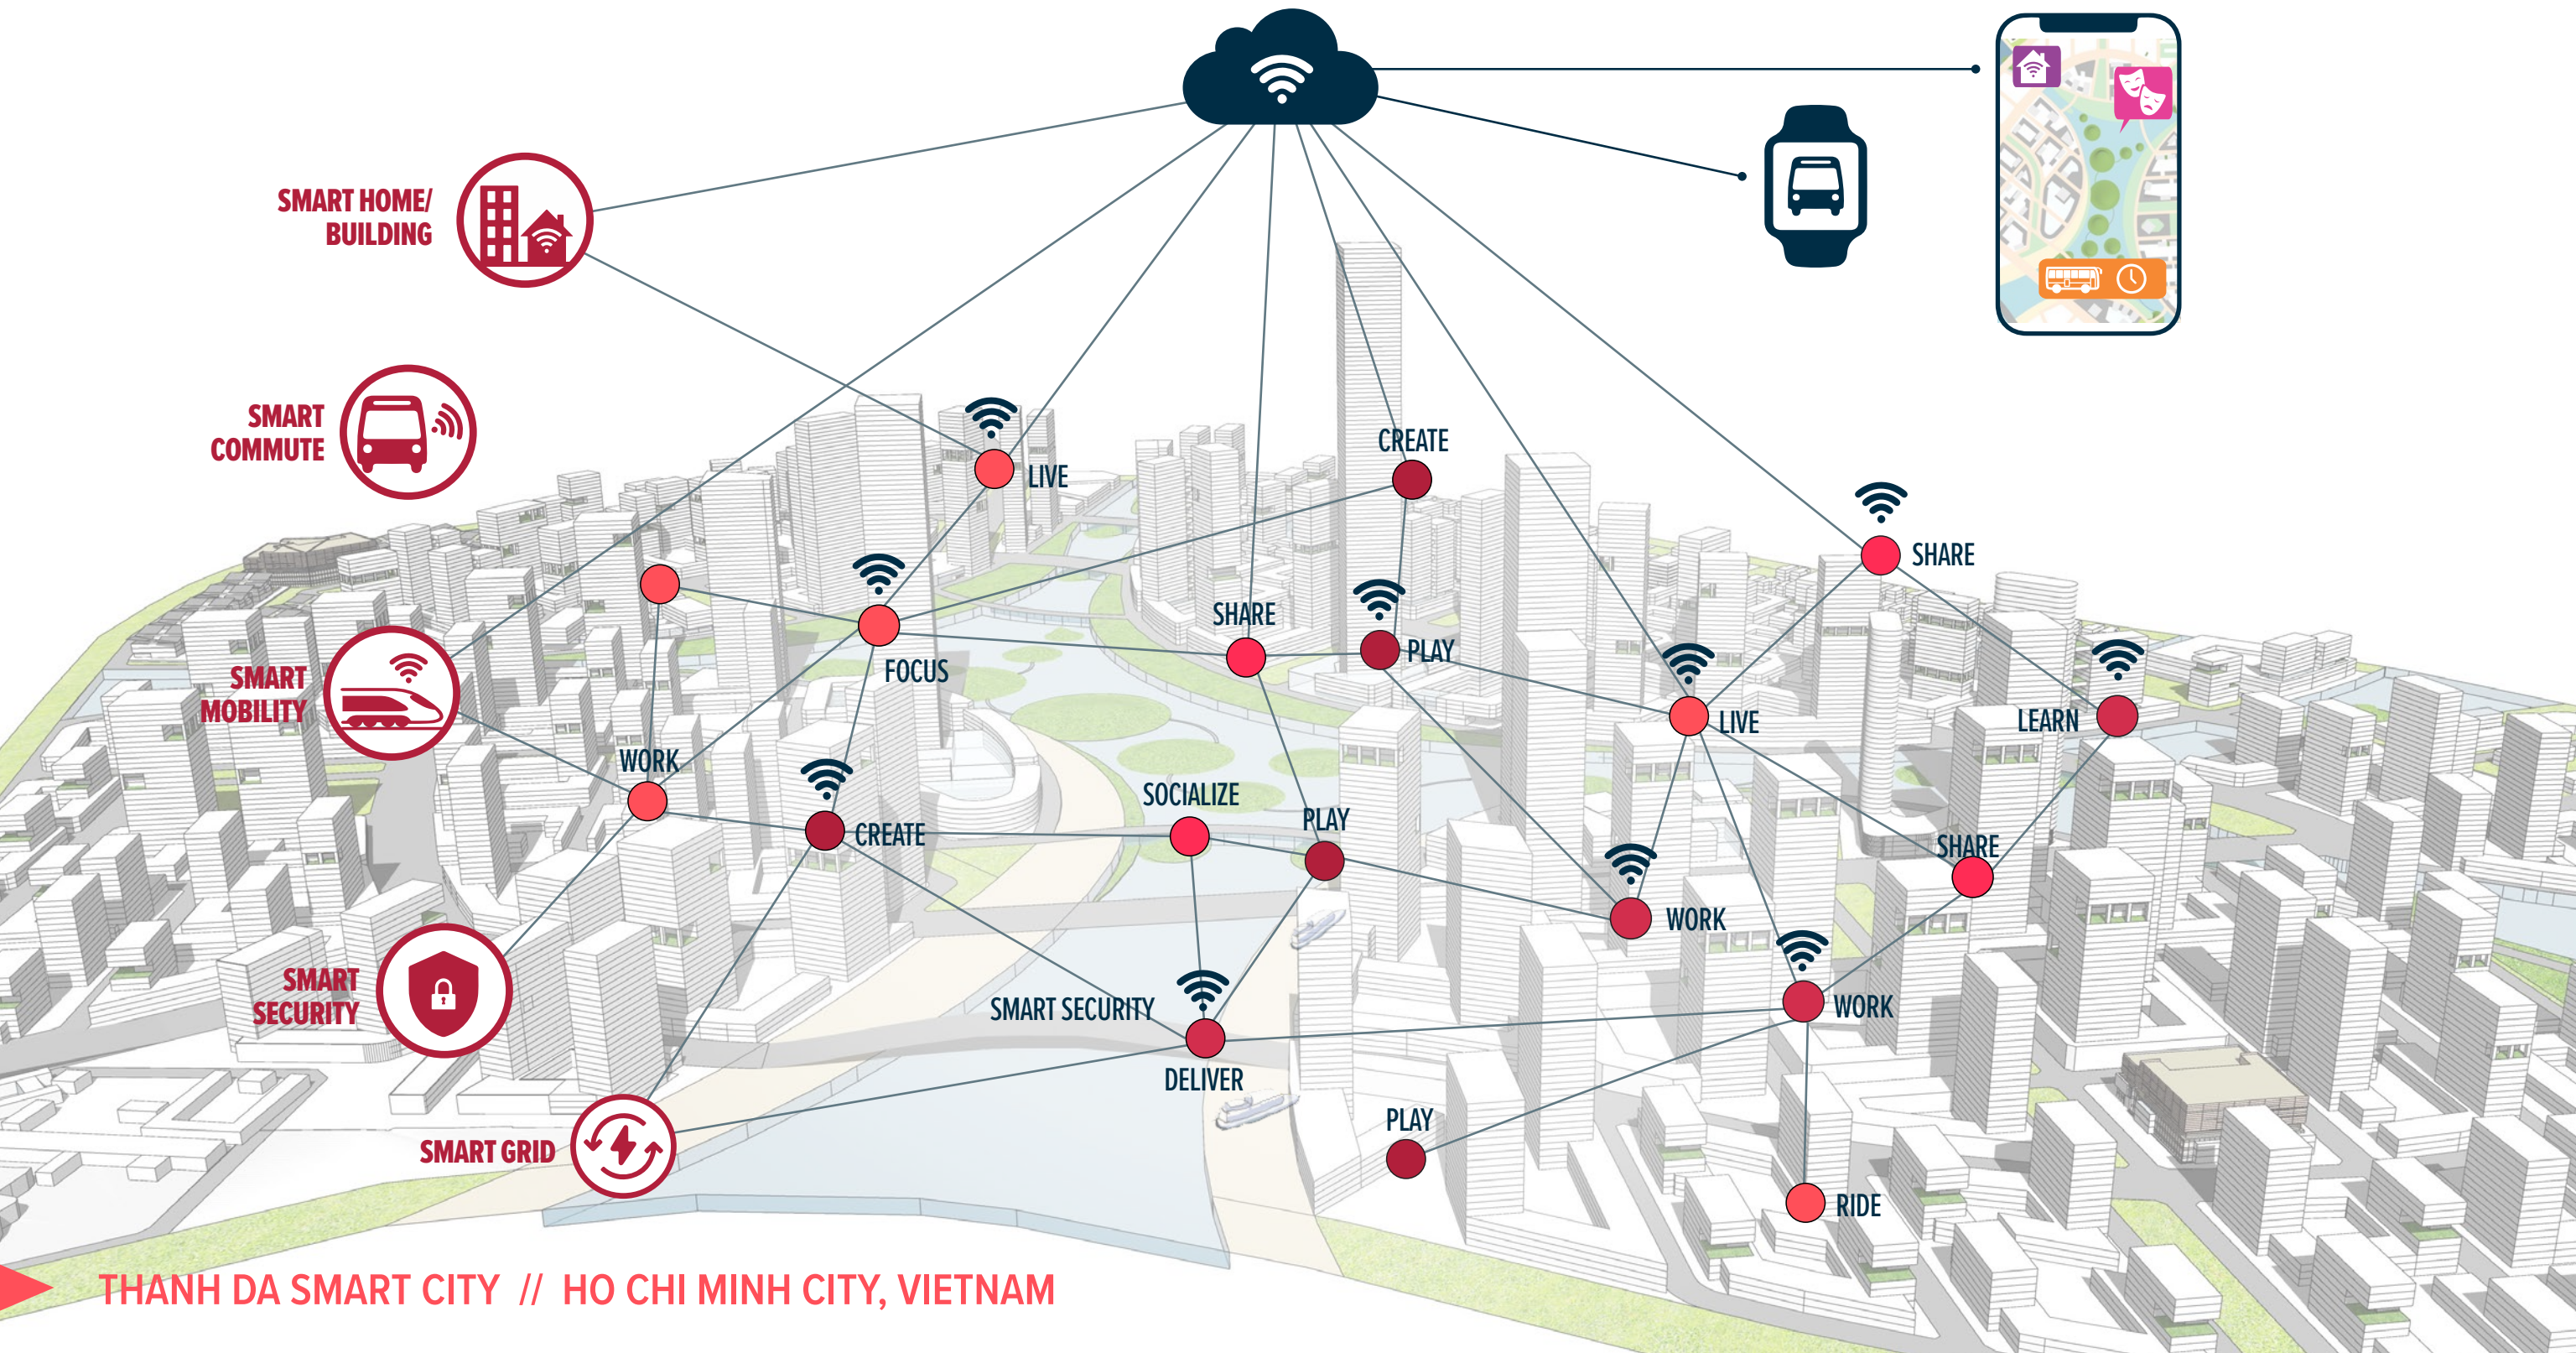 SMART HOME/
BUILDING
SMART
COMMUTE
LIVE
CREATE
SHARE
SHARE
PLAY
FOCUS
SMART
MOBILITY
LIVE
LEARN
WORK
SOCIALIZE
PLAY
CREATE
SHARE
WORK
SMART
SECURITY
SMART SECURITY
WORK
DELIVER
PLAY
SMART GRID
RIDE
THANH DA SMART CITY // HO CHI MINH CITY, VIETNAM